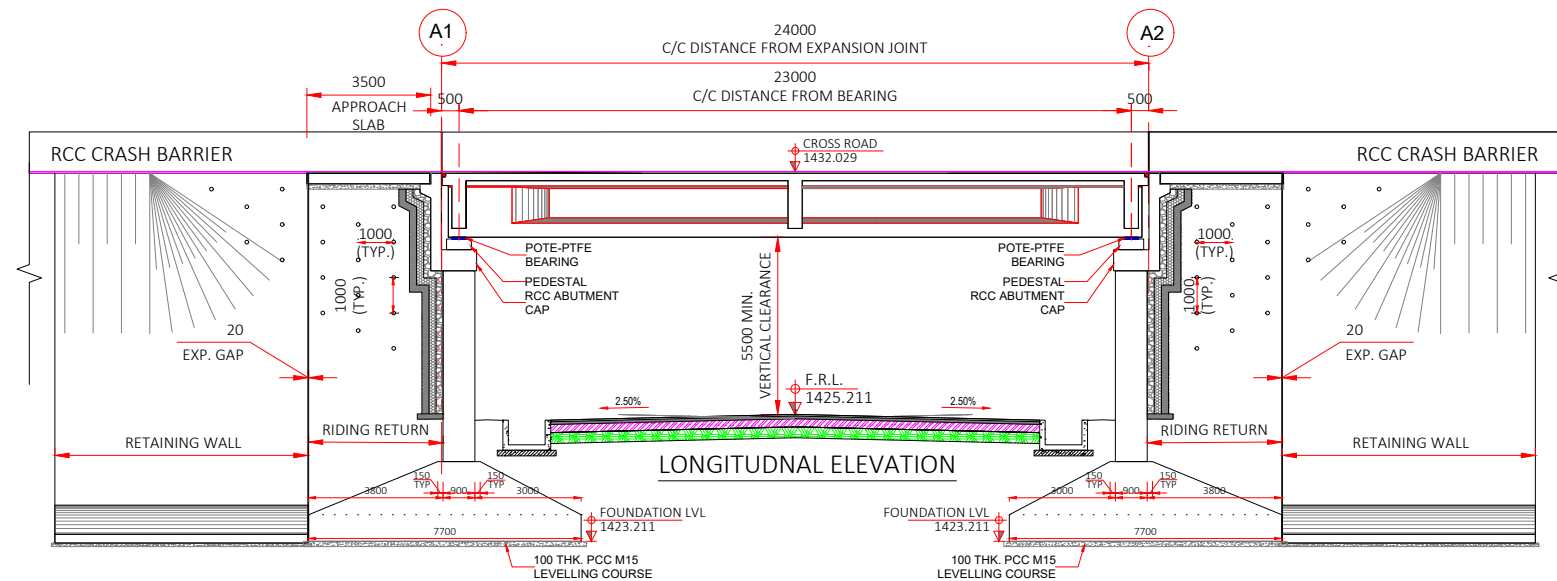 A1
A2
24000
C/C DISTANCE FROM EXPANSION JOINT
3500
23000
500
C/C DISTANCE FROM BEARING
500
APPROACH
SLAB
RCC CRASH BARRIER
CROSS ROAD
1432.029
RCC CRASH BARRIER
1000
(TYP.)
1000
(TYP.)
POTE-PTFE
BEARING
PEDESTAL
RCC ABUTMENT
CAP
5500 MIN.
VERTICAL CLEARANCE
POTE-PTFE
BEARING
PEDESTAL
RCC ABUTMENT
CAP
1000
(TYP.)
1000
(TYP.)
20
EXP. GAP
F.R.L.
1425.211
2.50%
2.50%
20
EXP. GAP
RETAINING WALL
RIDING RETURN
LONGITUDNAL ELEVATION
RIDING RETURN
RETAINING WALL
150
TYP
150
TYP
3800
900
3000
150
TYP
150
TYP
3000
900
3800
FOUNDATION LVL
1423.211
7700
FOUNDATION LVL
1423.211
7700
100 THK. PCC M15
LEVELLING COURSE
100 THK. PCC M15
LEVELLING COURSE